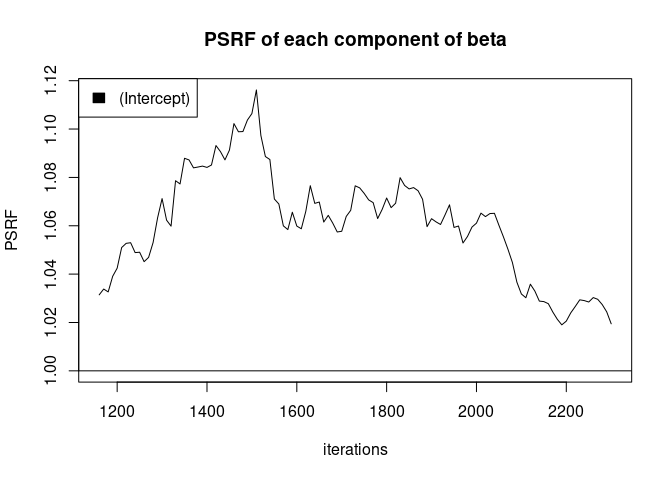 PSRF of each component of beta
(Intercept)
PSRF
1.12
1.10
1.08
1.06
1.04
1.02
1.00
1200 1400 1600 1800 2000 2200
iterations